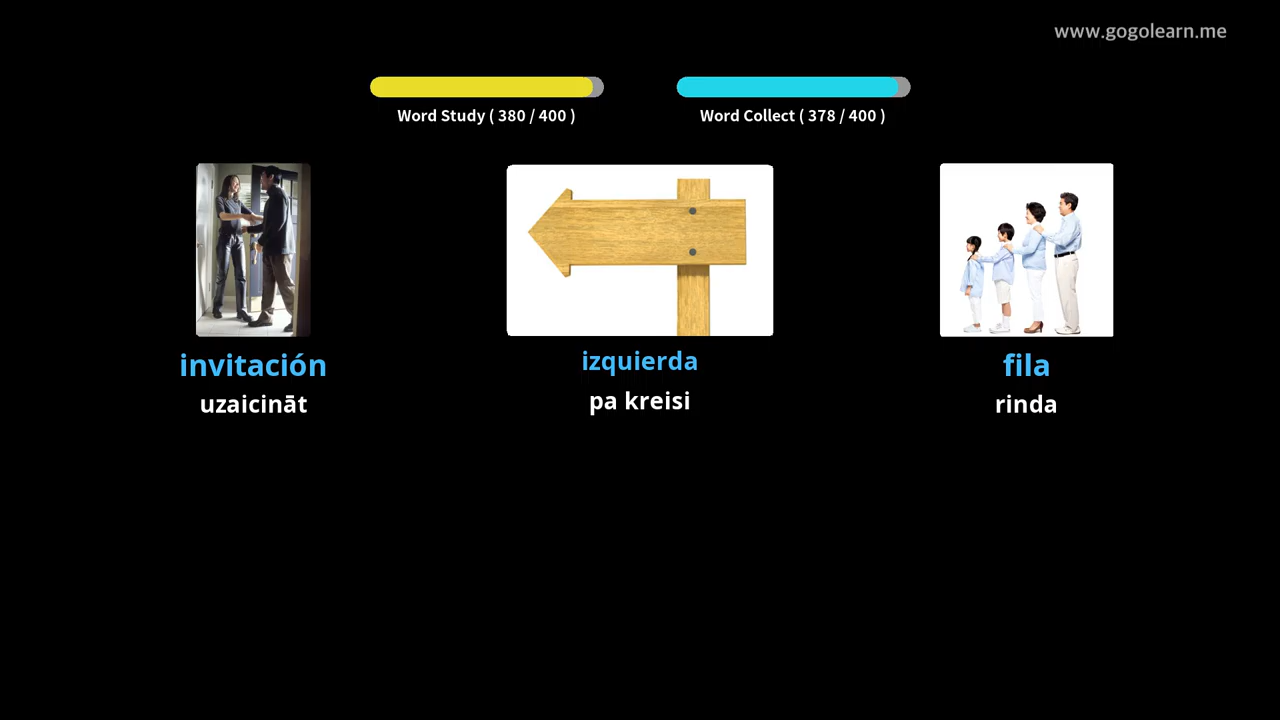 www.gogolearn.me
Word Study ( 380 / 400 )
Word Collect ( 378 / 400 )
invitación
uzaicināt
izquierda
pa kreisi
fila
rinda